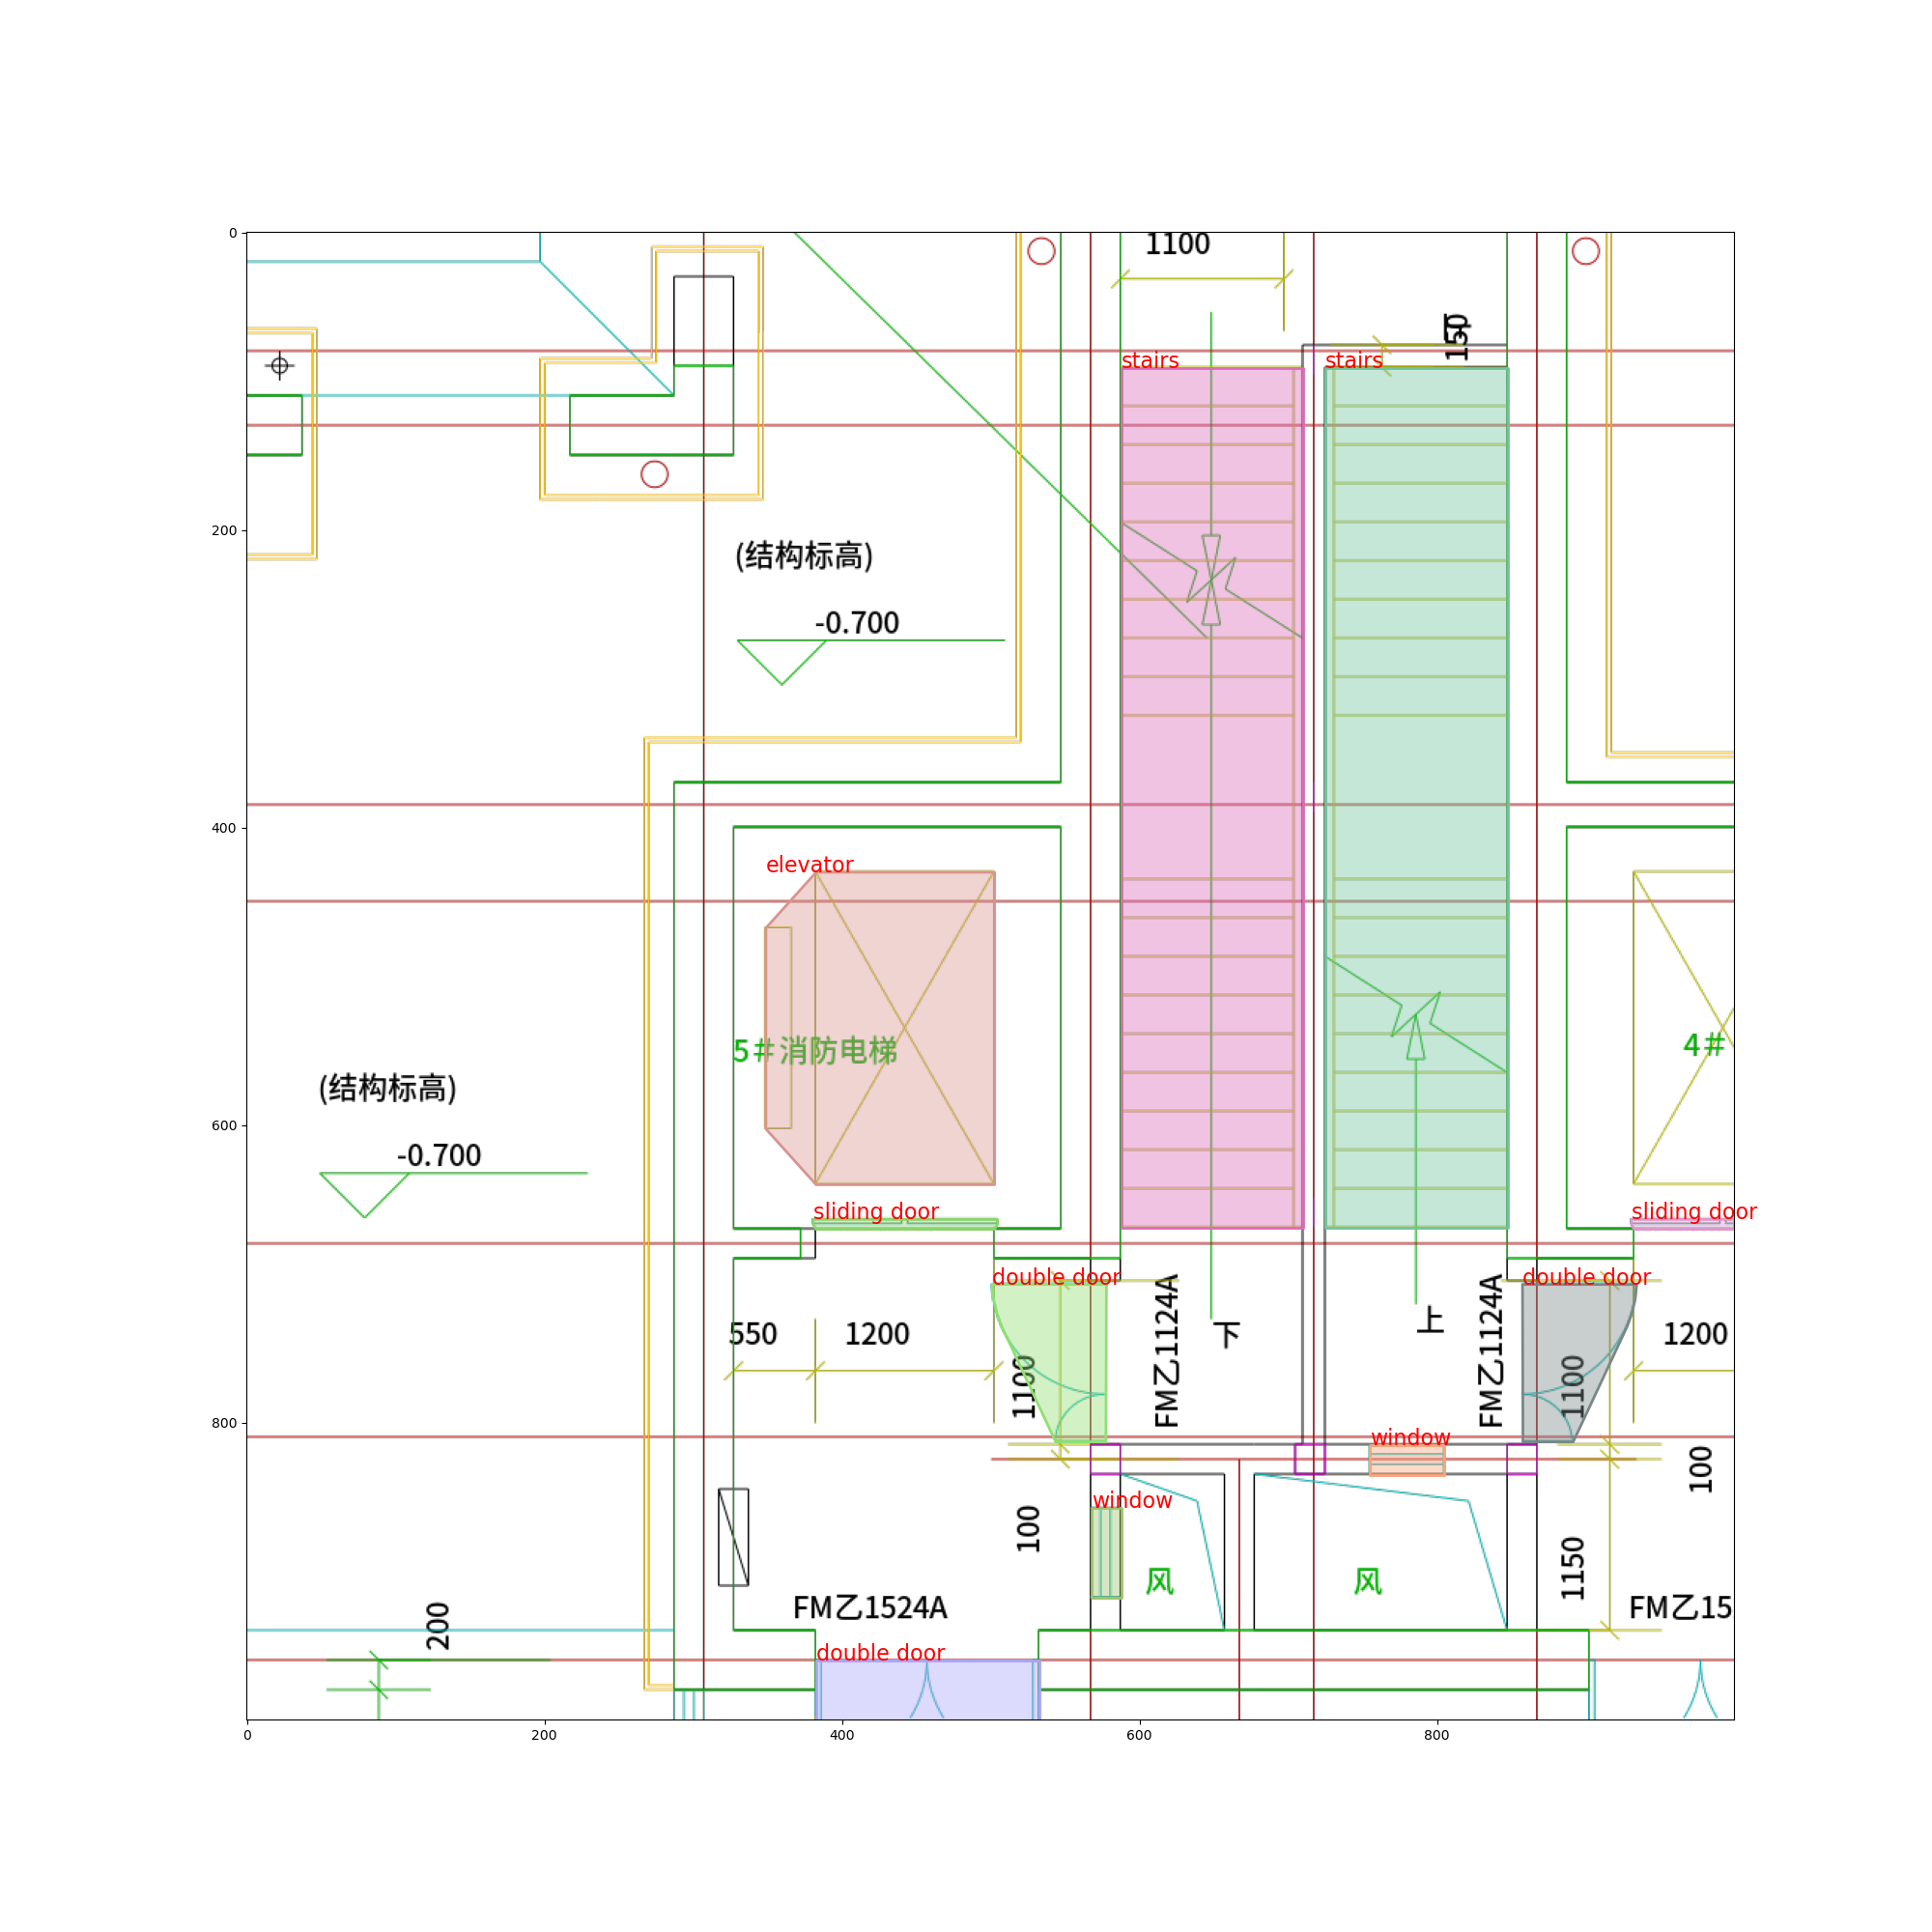 0
1100
150
下
stairs
stairs
200
(结构标高)
-0.700
400
elevator
5#消防电梯
4#
(结构标高)
600
-0.700
sliding door
sliding door
double door
double door
550
1200
1100
FM乙1124A
下
上
FM乙1124A
1100
1200
800
window
100
window
100
1150
风
风
FM乙1524A
FM乙15
200
double door
0
200
400
600
800